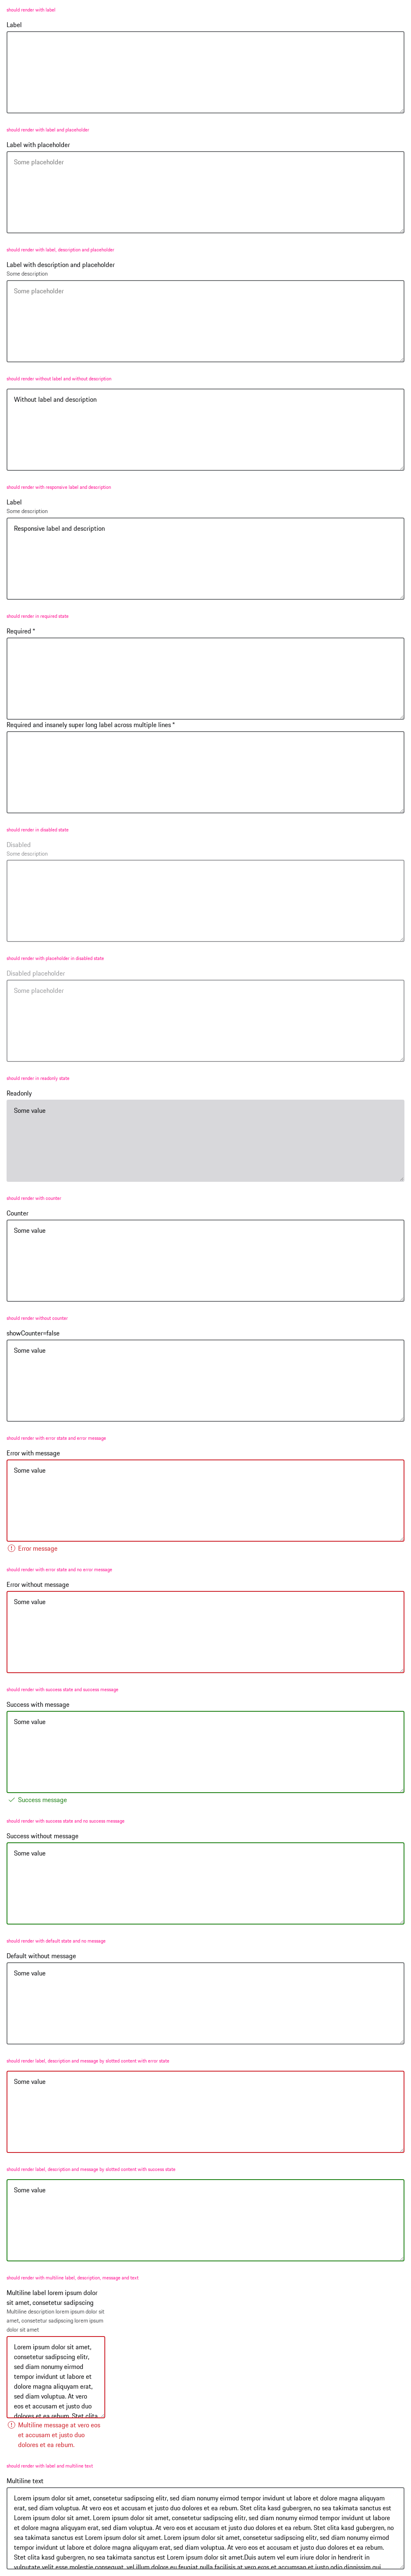 should render with label
Label
should render with label and placeholder
Label with placeholder
Some placeholder
should render with label, description and placeholder
Label with description and placeholder
Some description
Some placeholder
should render without label and without description
Without label and description
should render with responsive label and description
Label
Some description
Responsive label and description
should render in required state
Required *
Required and insanely super long label across multiple lines *
should render in disabled state
Disabled
Some description
should render with placeholder in disabled state
Disabled placeholder
Some placeholder
should render in readonly state
Readonly
Some value
should render with counter
Counter
Some value
should render without counter
showCounter=false
Some value
should render with error state and error message
Error with message
Some value
Error message
should render with error state and no error message
Error without message
Some value
should render with success state and success message
Success with message
Some value
Success message
should render with success state and no success message
Success without message
Some value
should render with default state and no message
Default without message
Some value
should render label, description and message by slotted content with error state
Some value
should render label, description and message by slotted content with success state
Some value
should render with multiline label, description, message and text
Multiline label lorem ipsum dolor
sit amet, consetetur sadipscing
Multiline description lorem ipsum dolor sit
amet, consetetur sadipscing lorem ipsum
dolor sit amet
Lorem ipsum dolor sit amet,
consetetur sadipscing elitr,
sed diam nonumy eirmod
tempor invidunt ut labore et
dolore magna aliquyam erat,
sed diam voluptua. At vero
eos et accusam et justo duo
dolores et ea rebum. Stet clita
Multiline message at vero eos
et accusam et justo duo
dolores et ea rebum.
should render with label and multiline text
Multiline text
Lorem ipsum dolor sit amet, consetetur sadipscing elitr, sed diam nonumy eirmod tempor invidunt ut labore et dolore magna aliquyam
erat, sed diam voluptua. At vero eos et accusam et justo duo dolores et ea rebum. Stet clita kasd gubergren, no sea takimata sanctus est
Lorem ipsum dolor sit amet. Lorem ipsum dolor sit amet, consetetur sadipscing elitr, sed diam nonumy eirmod tempor invidunt ut labore
et dolore magna aliquyam erat, sed diam voluptua. At vero eos et accusam et justo duo dolores et ea rebum. Stet clita kasd gubergren, no
sea takimata sanctus est Lorem ipsum dolor sit amet. Lorem ipsum dolor sit amet, consetetur sadipscing elitr, sed diam nonumy eirmod
tempor invidunt ut labore et dolore magna aliquyam erat, sed diam voluptua. At vero eos et accusam et justo duo dolores et ea rebum.
Stet clita kasd gubergren, no sea takimata sanctus est Lorem ipsum dolor sit amet.Duis autem vel eum iriure dolor in hendrerit in
vulputate velit esse molestie consequat, vel illum dolore eu feugiat nulla facilisis at vero eros et accumsan et iusto odio dignissim qui